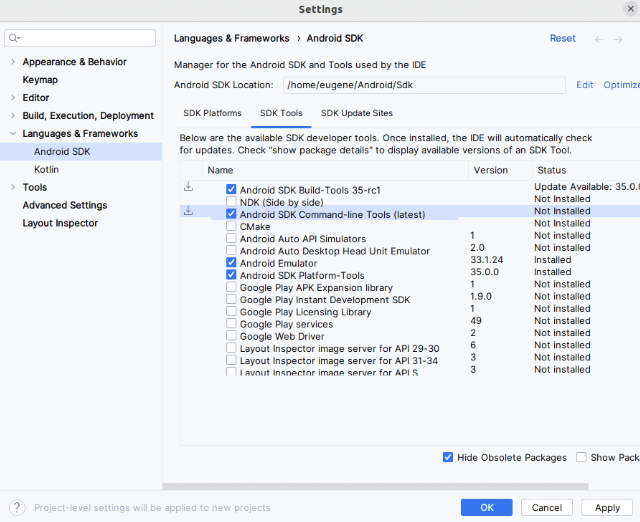 Settings
Languages & Frameworks › Android SDK
Reset
Appearance & Behavior
Keymap
Editor
Build, Execution, Deployment
Languages & Frameworks
Android SDK
Kotlin
Tools
Advanced Settings
Layout Inspector
Manager for the Android SDK and Tools used by the IDE
Android SDK Location: /home/eugene/Android/Sdk Edit Optimize
SDK Platforms SDK Tools SDK Update Sites
Below are the available SDK developer tools. Once installed, the IDE will automatically check
for updates. Check "show package details" to display available versions of an SDK Tool.
Name Version Status
Android SDK Build-Tools 35-rc1 Update Available: 35.0.
NDK (Side by side) Not Installed
Android SDK Command-line Tools (latest) Not Installed
CMake Not Installed
Android Auto API Simulators 1 Not installed
Android Auto Desktop Head Unit Emulator 2.0 Not installed
Android Emulator 33.1.24 Installed
Android SDK Platform-Tools 35.0.0 Installed
Google Play APK Expansion library 1 Not installed
Google Play Instant Development SDK 1.9.0 Not installed
Google Play Licensing Library 1 Not installed
Google Play services 49 Not installed
Google Web Driver 2 Not installed
Layout Inspector image server for API 29-30 6 Not installed
Layout Inspector image server for API 31-34 3 Not installed
Layout Inspector image server for API S 3 Not installed
Hide Obsolete Packages Show Pack
? Project-level settings will be applied to new projects
OK Cancel Apply